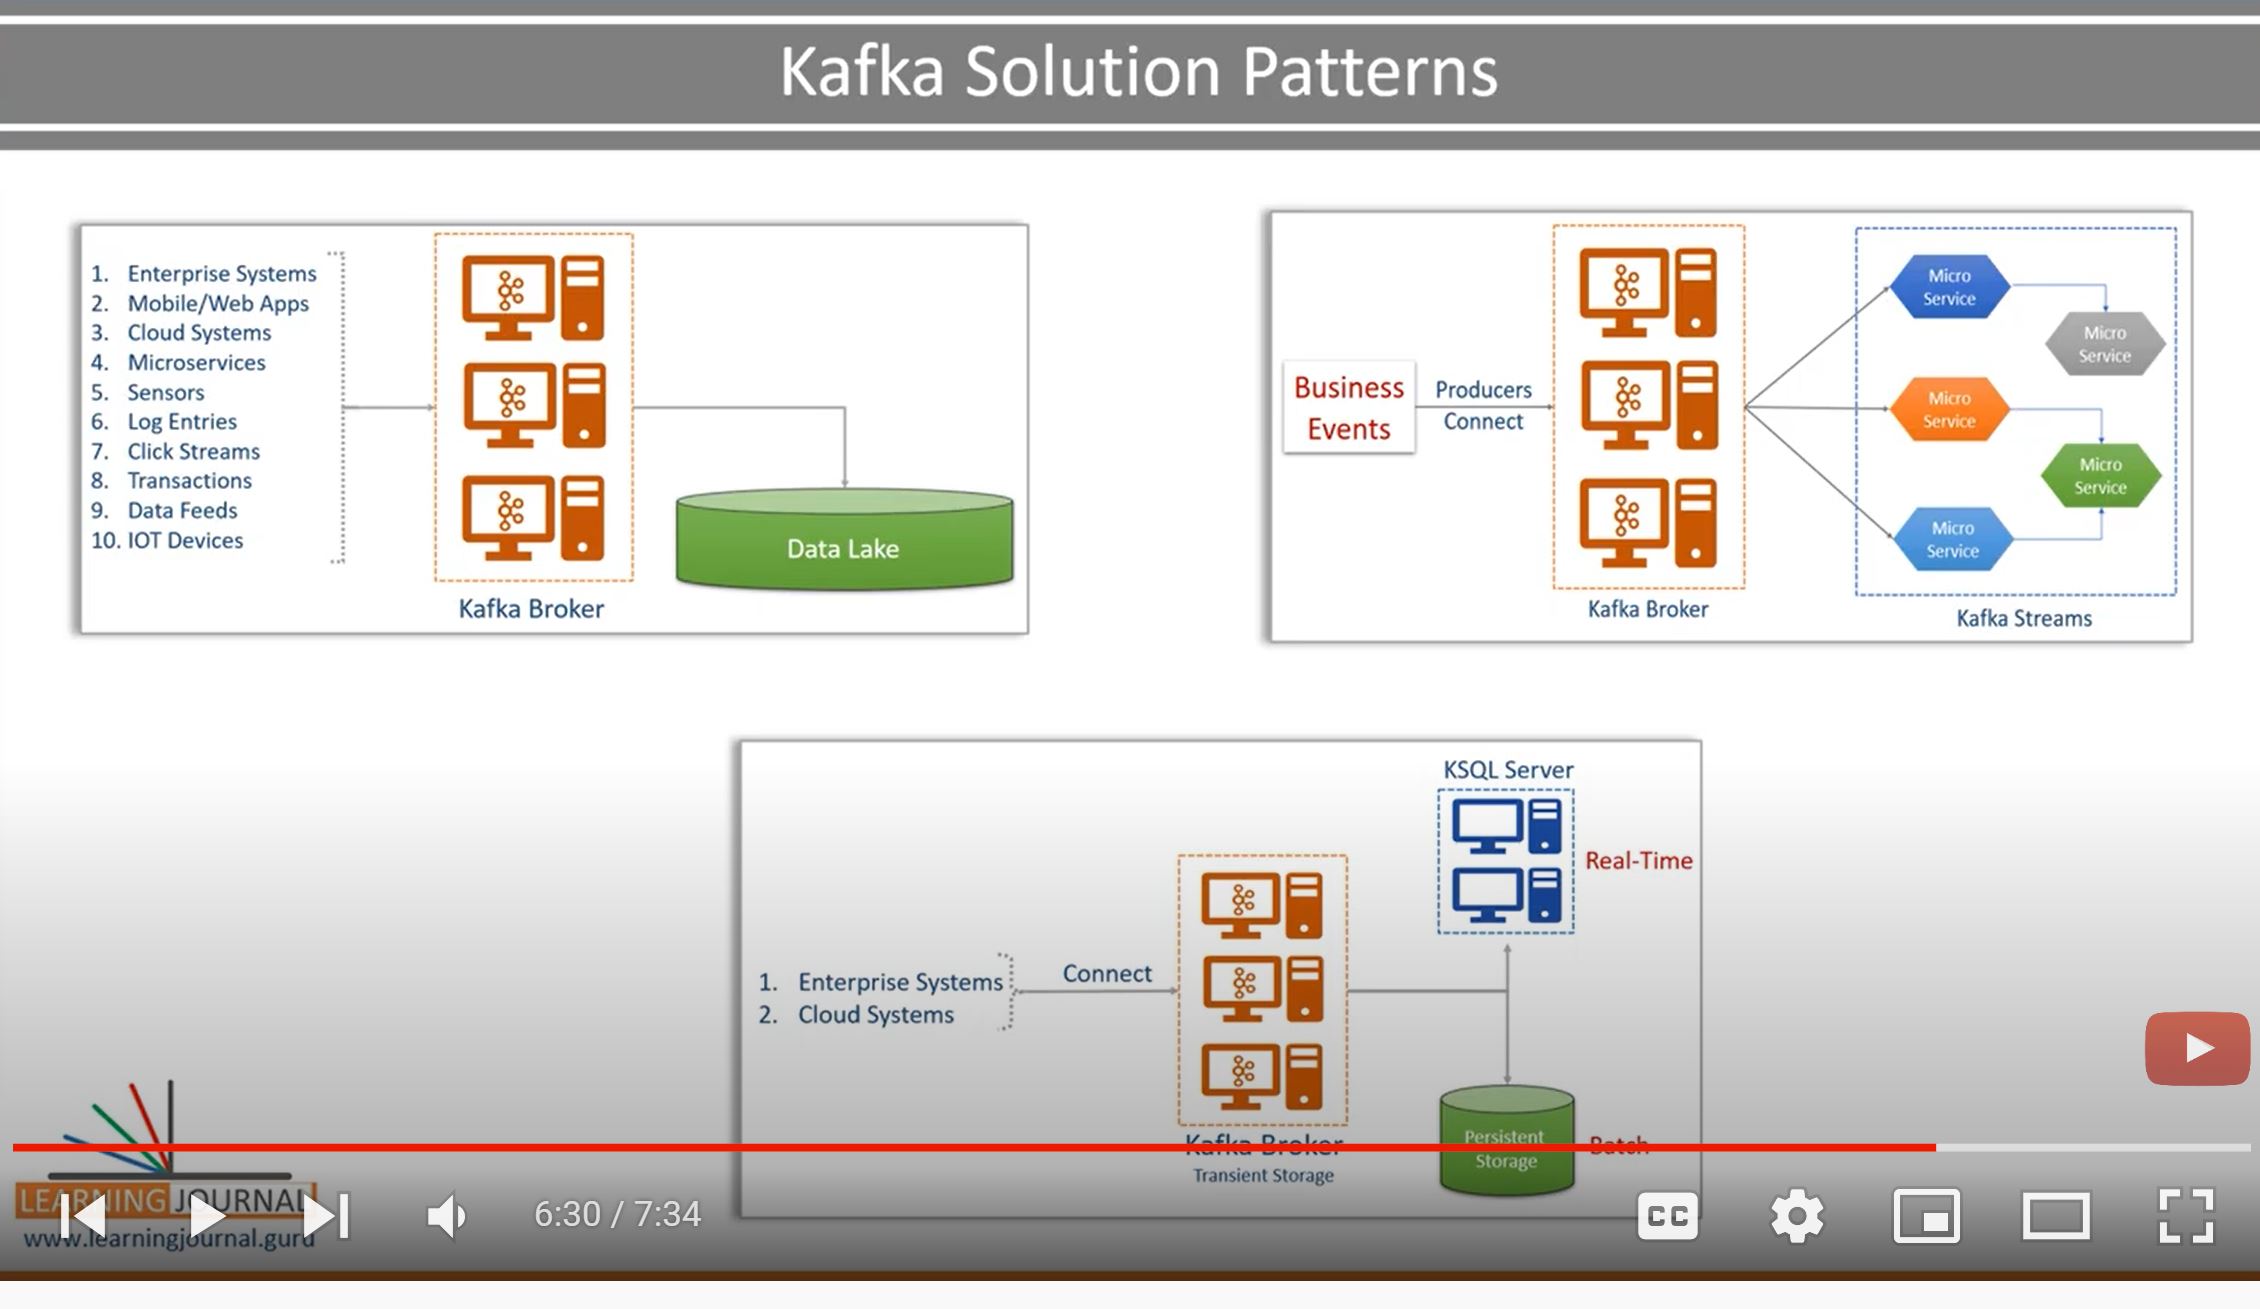 Kafka Solution Patterns
1. Enterprise Systems
2. Mobile/Web Apps
3. Cloud Systems
4. Microservices
5. Sensors
6. Log Entries
7. Click Streams
8. Transactions
9. Data Feeds
10. IOT Devices
Kafka Broker
Data Lake
Business
Events
Producers
Connect
Kafka Broker
Micro
Service
Micro
Service
Micro
Service
Micro
Service
Micro
Service
Kafka Streams
1. Enterprise Systems
2. Cloud Systems
Connect
Kafka Broker
Transient Storage
KSQL Server
Real-Time
Persistent
Storage
Batch
LEARNING JOURNAL
www.learningjournal.guru
6:30 / 7:34
CC